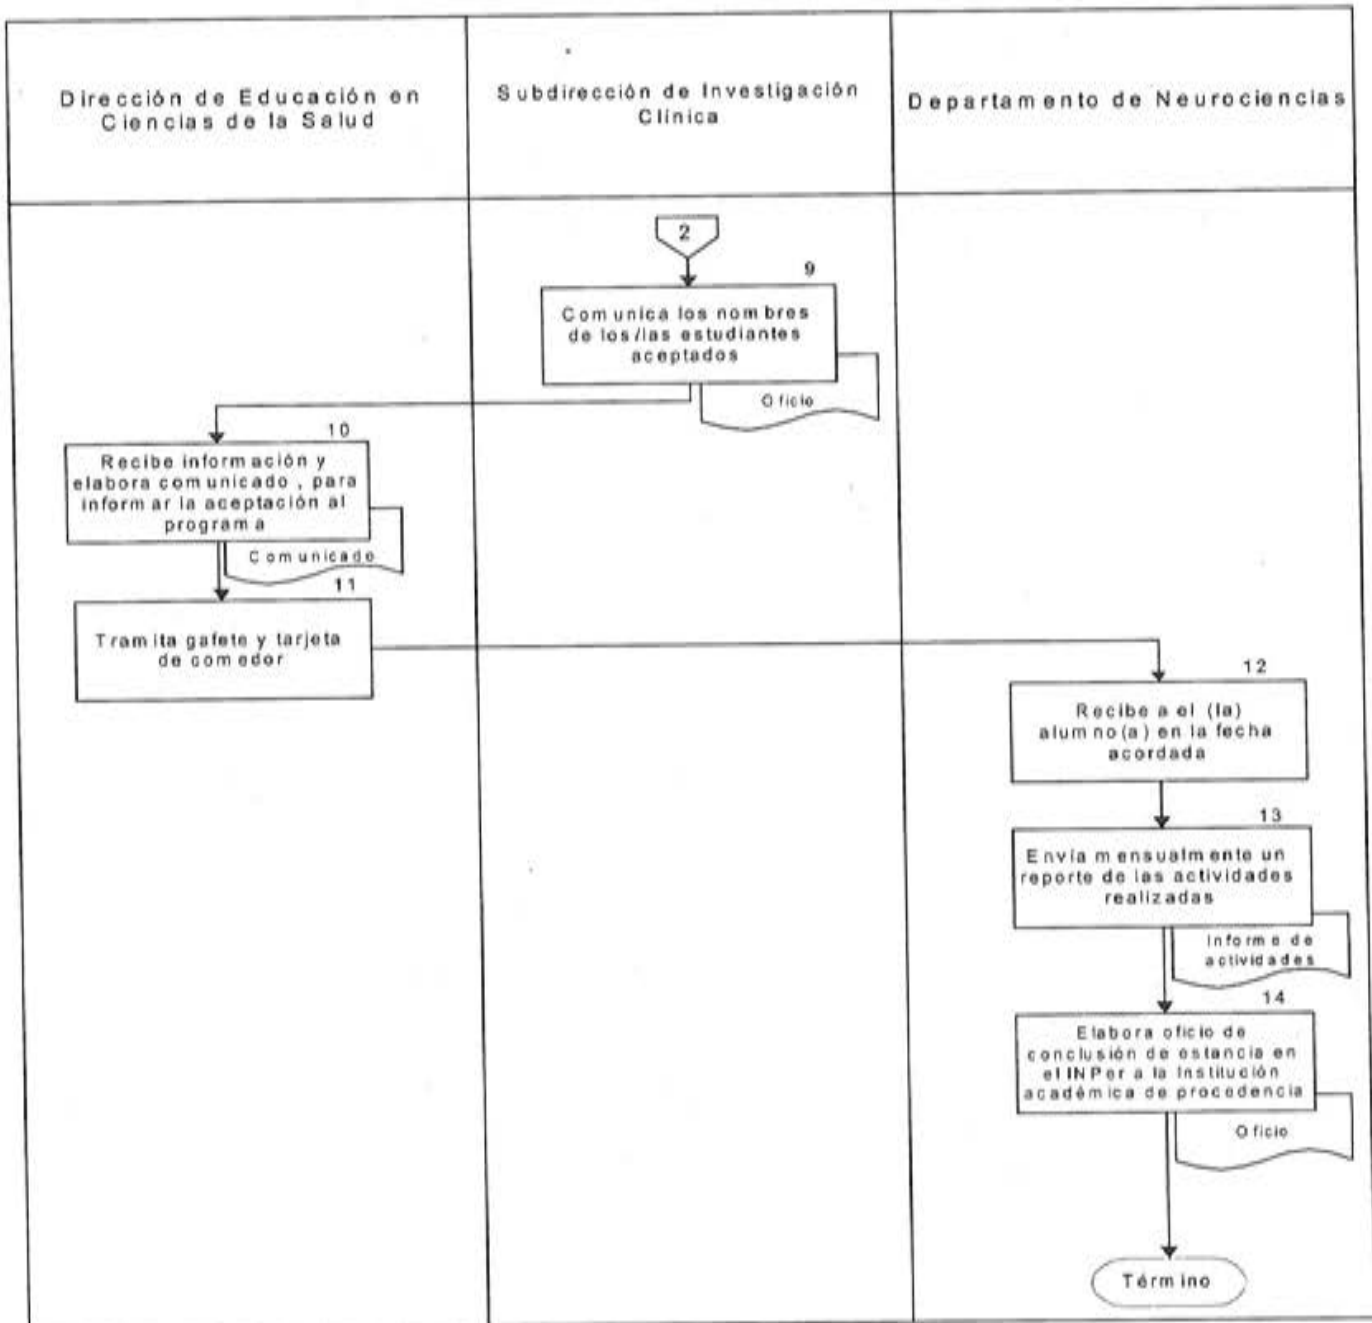 Dirección de Educación en
Ciencias de la Salud
Subdirección de Investigación
Clínica
Departamento de Neurociencias
2
9
Comunica los nombres
de los/las estudiantes
aceptados
Oficio
10
Recibe información y
elabora comunicado, para
informar la aceptación al
programa
Comunicado
11
Tramita gafete y tarjeta
de comedor
12
Recibe a el (la)
alumno(a) en la fecha
acordada
13
Envía mensualmente un
reporte de las actividades
realizadas
Informe de
actividades
14
Elabora oficio de
conclusión de estancia en
el INPer a la Institución
académica de procedencia
Oficio
Término